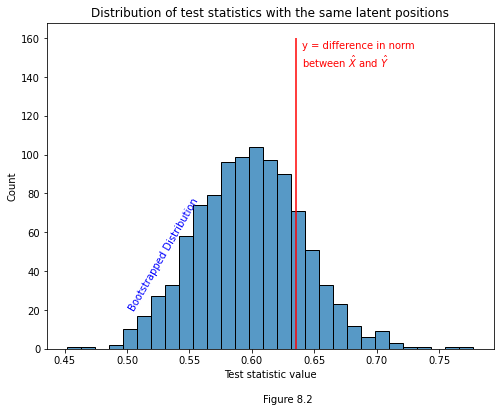 Distribution of test statistics with the same latent positions
160
140
120
100
80
60
40
20
0
Count
y = difference in norm
between X̂ and Ŷ
Bootstrapped Distribution
0.45 0.50 0.55 0.60 0.65 0.70 0.75
Test statistic value
Figure 8.2